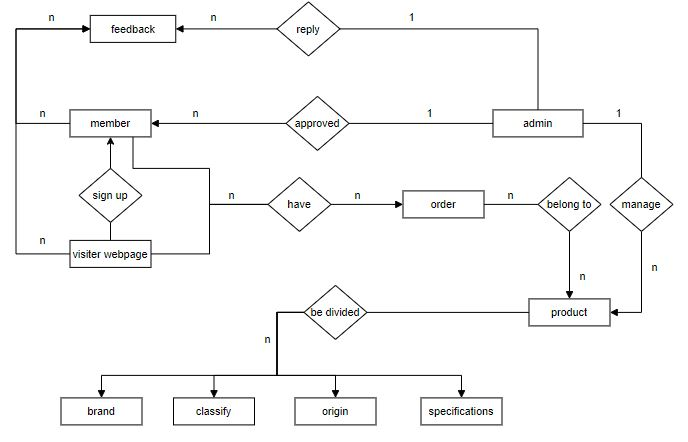 n
n
1
feedback
reply
n
n
1
1
member
approved
admin
sign up
n
n
n
have
order
belong to
manage
n
visiter webpage
n
n
be divided
product
n
brand
classify
origin
specifications